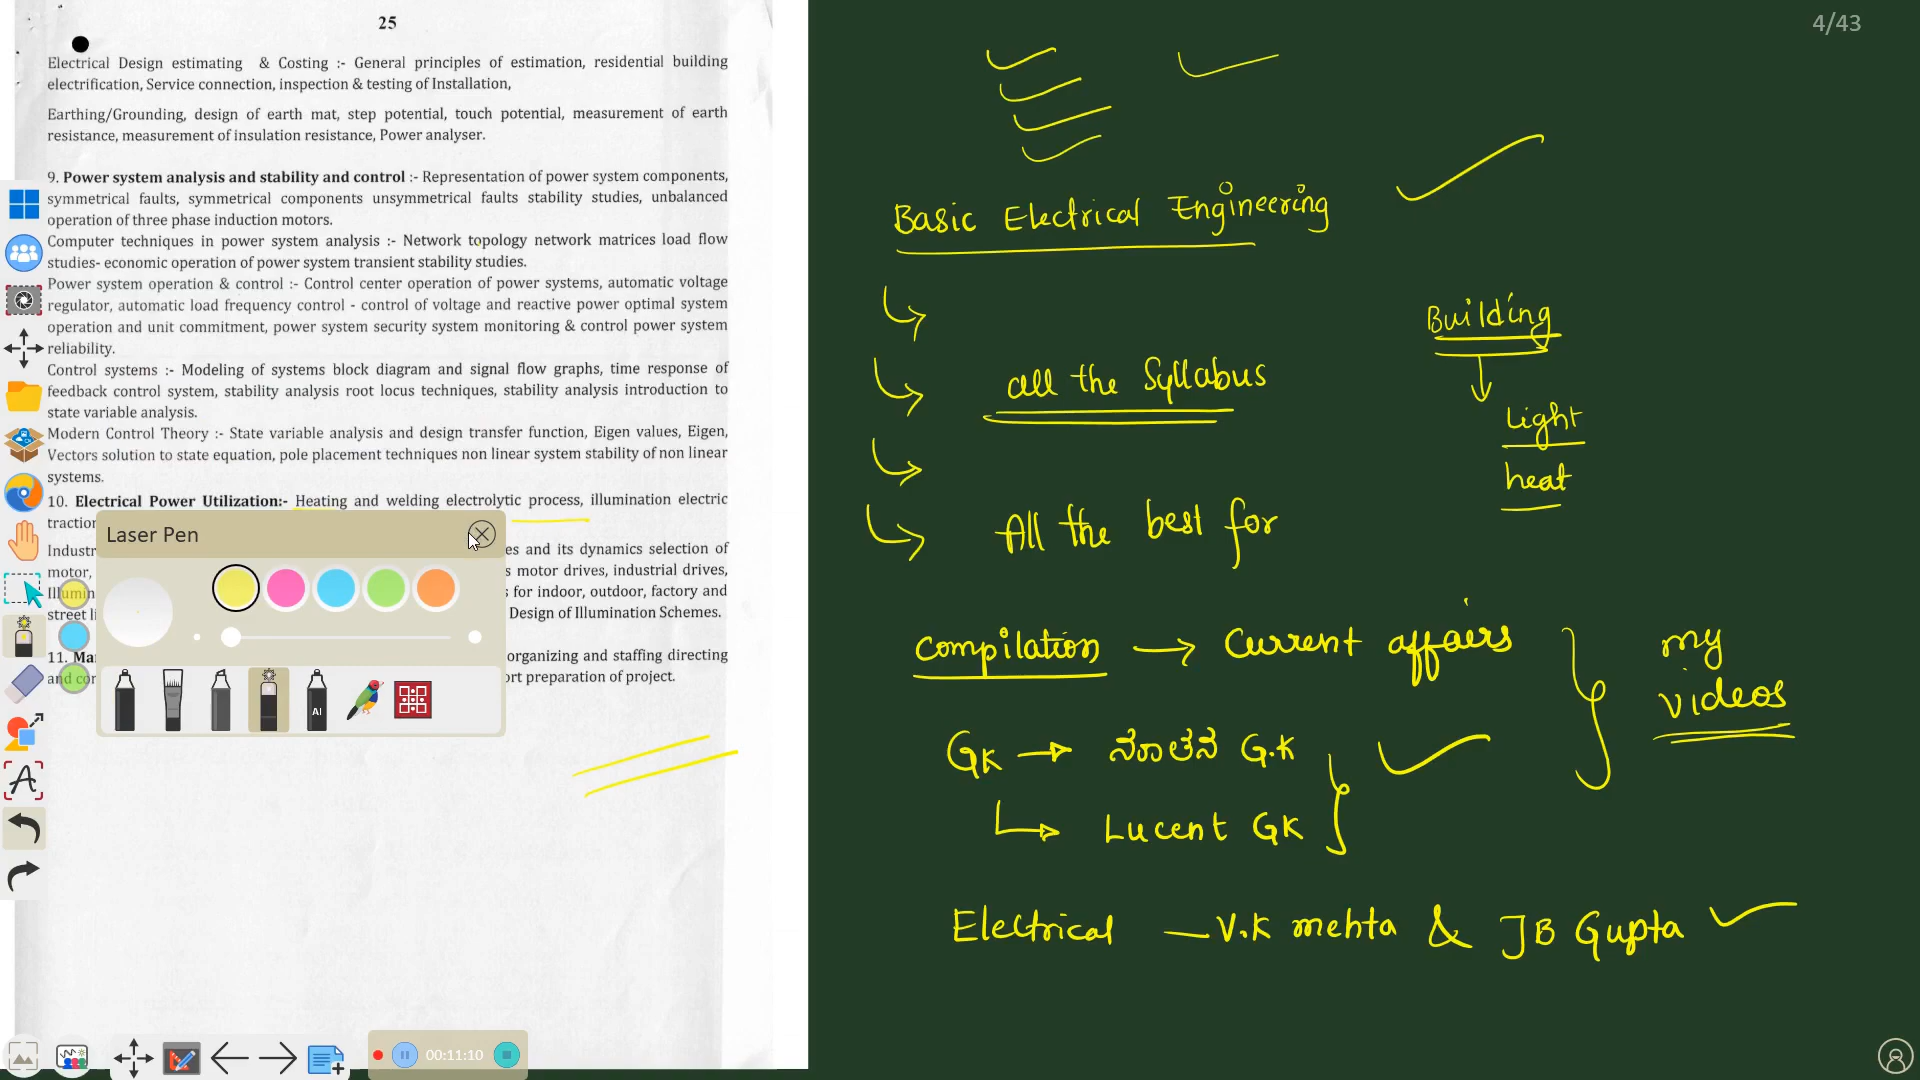 25
Electrical Design estimating & Costing :- General principles of estimation, residential building
electrification, Service connection, inspection & testing of Installation,
Earthing/Grounding, design of earth mat, step potential, touch potential, measurement of earth
resistance, measurement of insulation resistance, Power analyser.
9. Power system analysis and stability and control :- Representation of power system components,
symmetrical faults, symmetrical components unsymmetrical faults stability studies, unbalanced
operation of three phase induction motors.
Computer techniques in power system analysis :- Network topology network matrices load flow
studies- economic operation of power system transient stability studies.
Power system operation & control :- Control center operation of power systems, automatic voltage
regulator, automatic load frequency control - control of voltage and reactive power optimal system
operation and unit commitment, power system security system monitoring & control power system
reliability.
Control systems :- Modeling of systems block diagram and signal flow graphs, time response of
feedback control system, stability analysis root locus techniques, stability analysis introduction to
state variable analysis.
Modern Control Theory :- State variable analysis and design transfer function, Eigen values, Eigen,
Vectors solution to state equation, pole placement techniques non linear system stability of non linear
systems.
10. Electrical Power Utilization:- Heating and welding electrolytic process, illumination electric
traction
Industr
es and its dynamics selection of
motor,
s motor drives, industrial drives,
Illumin
s for indoor, outdoor, factory and
street li
Design of Illumination Schemes.
11. Ma
organizing and staffing directing
and con
ort preparation of project.
Laser Pen
AI
00:11:10
4/43
Basic Electrical Engineering
all the Syllabus
Building
Light
heat
All the best for
Compilation → Current affairs
my
videos
GK → ನೂತನ G.K
Lucent GK
Electrical — V.K mehta & JB Gupta